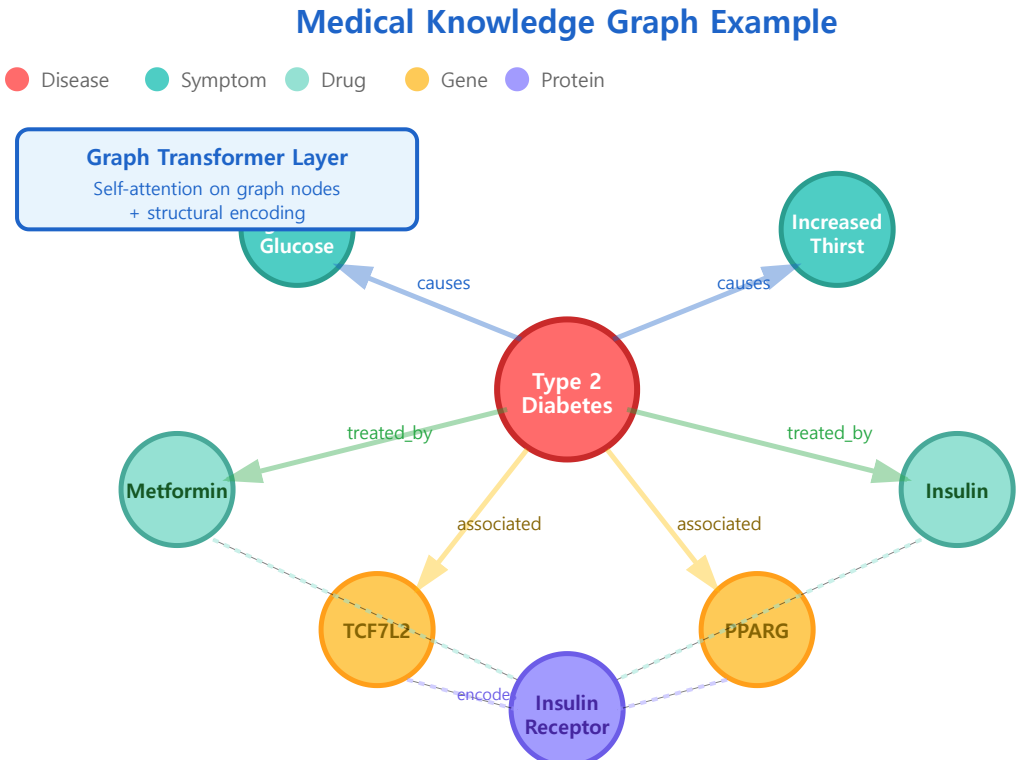 Medical Knowledge Graph Example
Disease
Symptom
Drug
Gene
Protein
Graph Transformer Layer
Self-attention on graph nodes
+ structural encoding
Glucose
Increased
Thirst
causes
causes
Type 2
Diabetes
treated_by
treated_by
Metformin
Insulin
associated
associated
TCF7L2
PPARG
encode
Insulin
Receptor